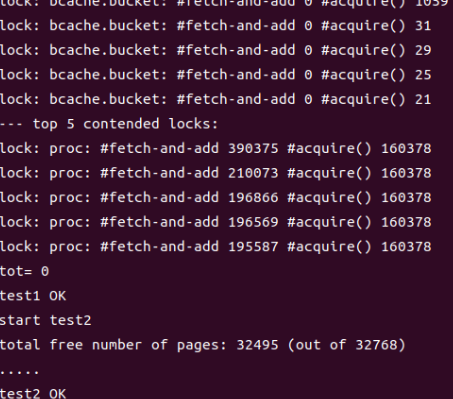 lock: bcache.bucket: #fetch-and-add 0 #acquire() 1039
lock: bcache.bucket: #fetch-and-add 0 #acquire() 31
lock: bcache.bucket: #fetch-and-add 0 #acquire() 29
lock: bcache.bucket: #fetch-and-add 0 #acquire() 25
lock: bcache.bucket: #fetch-and-add 0 #acquire() 21
--- top 5 contended locks:
lock: proc: #fetch-and-add 390375 #acquire() 160378
lock: proc: #fetch-and-add 210073 #acquire() 160378
lock: proc: #fetch-and-add 196866 #acquire() 160378
lock: proc: #fetch-and-add 196569 #acquire() 160378
lock: proc: #fetch-and-add 195587 #acquire() 160378
tot= 0
test1 OK
start test2
total free number of pages: 32495 (out of 32768)
.....
test2 OK